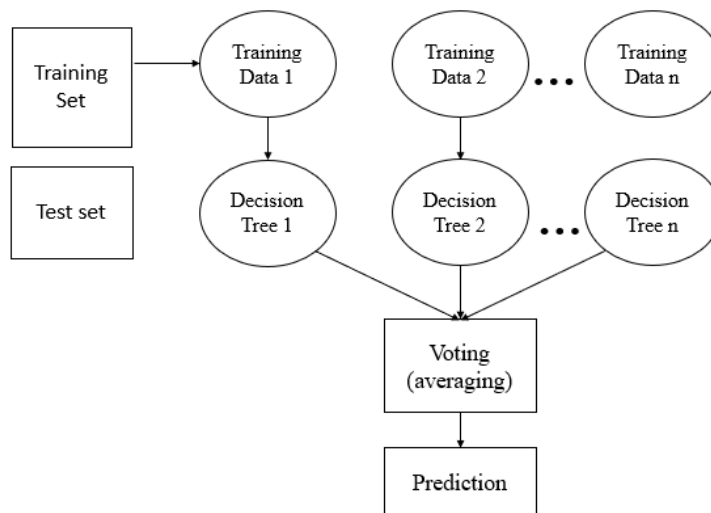 Training
Set
Training
Data 1
Training
Data 2
...
Training
Data n
Test set
Decision
Tree 1
Decision
Tree 2
...
Decision
Tree n
Voting
(averaging)
Prediction